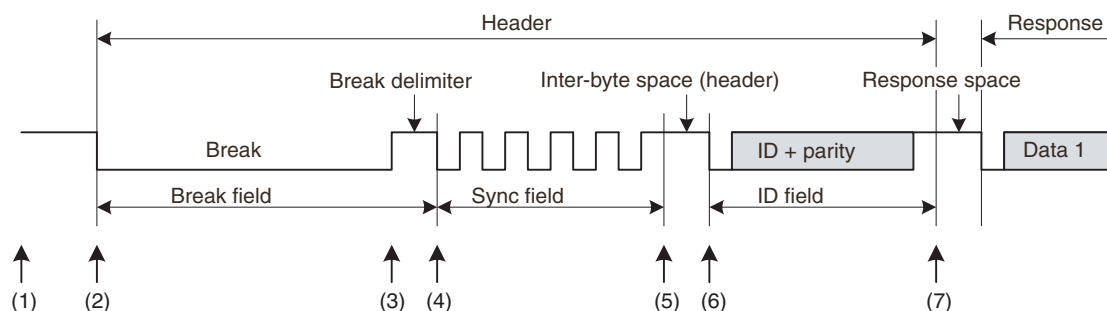 Header
Response
Break delimiter
Inter-byte space (header)
Response space
Break
ID + parity
Data 1
Break field
Sync field
ID field
(1)
(2)
(3)
(4)
(5)
(6)
(7)